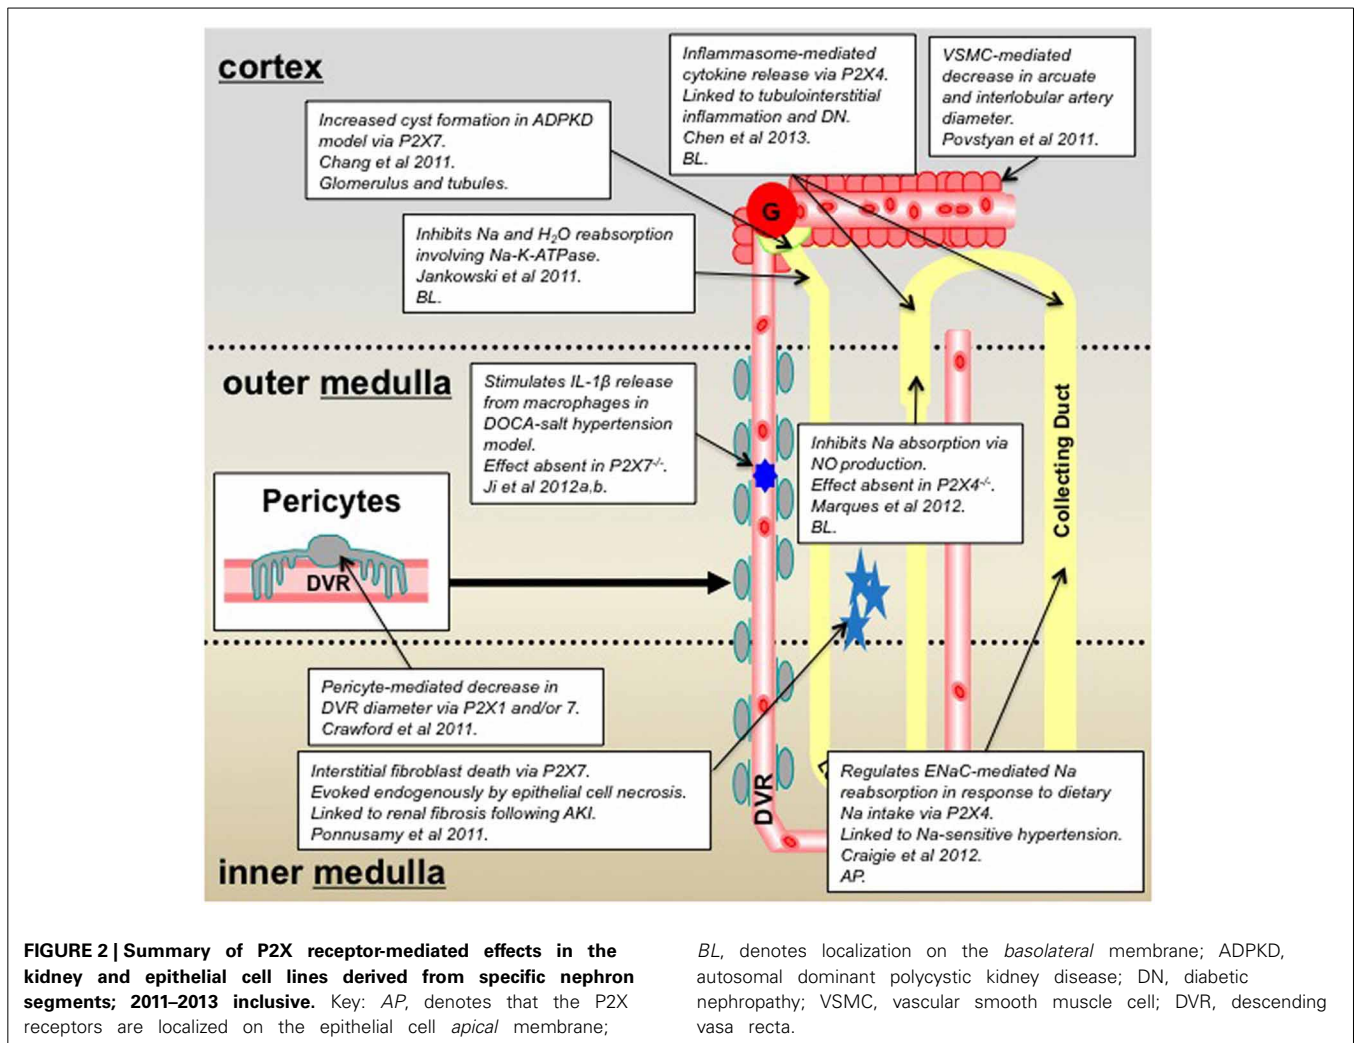 cortex
Increased cyst formation in ADPKD
model via P2X7.
Chang et al 2011.
Glomerulus and tubules.
Inflammasome-mediated
cytokine release via P2X4.
Linked to tubulointerstitial
inflammation and DN.
Chen et al 2013.
BL.
VSMC-mediated
decrease in arcuate
and interlobular artery
diameter.
Povstyan et al 2011.
G
Inhibits Na and H₂O reabsorption
involving Na-K-ATPase.
Jankowski et al 2011.
BL.
outer medulla
Stimulates IL-1β release
from macrophages in
DOCA-salt hypertension
model.
Effect absent in P2X7⁻/⁻.
Ji et al 2012a,b.
Inhibits Na absorption via
NO production.
Effect absent in P2X4⁻/⁻.
Marques et al 2012.
BL.
Collecting Duct
Pericytes
DVR
Pericyte-mediated decrease in
DVR diameter via P2X1 and/or 7.
Crawford et al 2011.
Interstitial fibroblast death via P2X7.
Evoked endogenously by epithelial cell necrosis.
Linked to renal fibrosis following AKI.
Ponnusamy et al 2011.
DVR
Regulates ENaC-mediated Na
reabsorption in response to dietary
Na intake via P2X4.
Linked to Na-sensitive hypertension.
Craigie et al 2012.
AP.
inner medulla
FIGURE 2 | Summary of P2X receptor-mediated effects in the
kidney and epithelial cell lines derived from specific nephron
segments; 2011–2013 inclusive. Key: AP, denotes that the P2X
receptors are localized on the epithelial cell apical membrane;
BL, denotes localization on the basolateral membrane; ADPKD,
autosomal dominant polycystic kidney disease; DN, diabetic
nephropathy; VSMC, vascular smooth muscle cell; DVR, descending
vasa recta.